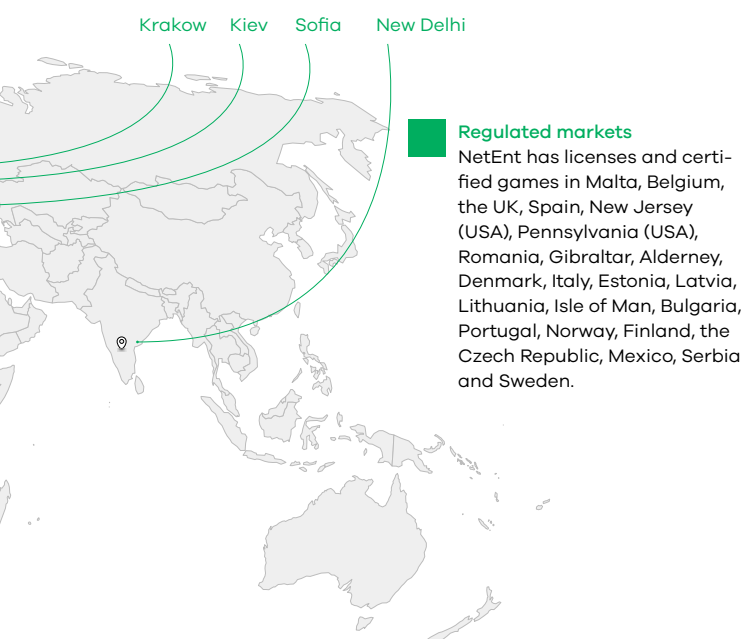 Krakow Kiev Sofia New Delhi
Regulated markets
NetEnt has licenses and certi-
fied games in Malta, Belgium,
the UK, Spain, New Jersey
(USA), Pennsylvania (USA),
Romania, Gibraltar, Alderney,
Denmark, Italy, Estonia, Latvia,
Lithuania, Isle of Man, Bulgaria,
Portugal, Norway, Finland, the
Czech Republic, Mexico, Serbia
and Sweden.